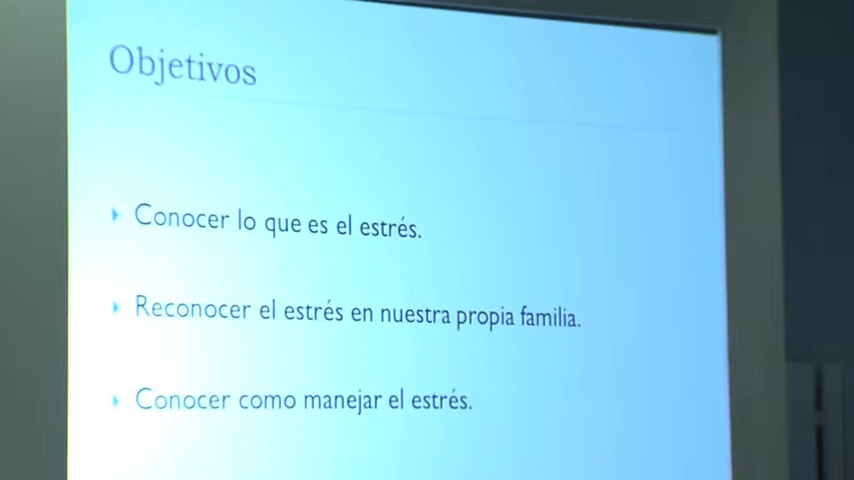 Objetivos
Conocer lo que es el estrés.
Reconocer el estrés en nuestra propia familia.
Conocer como manejar el estrés.